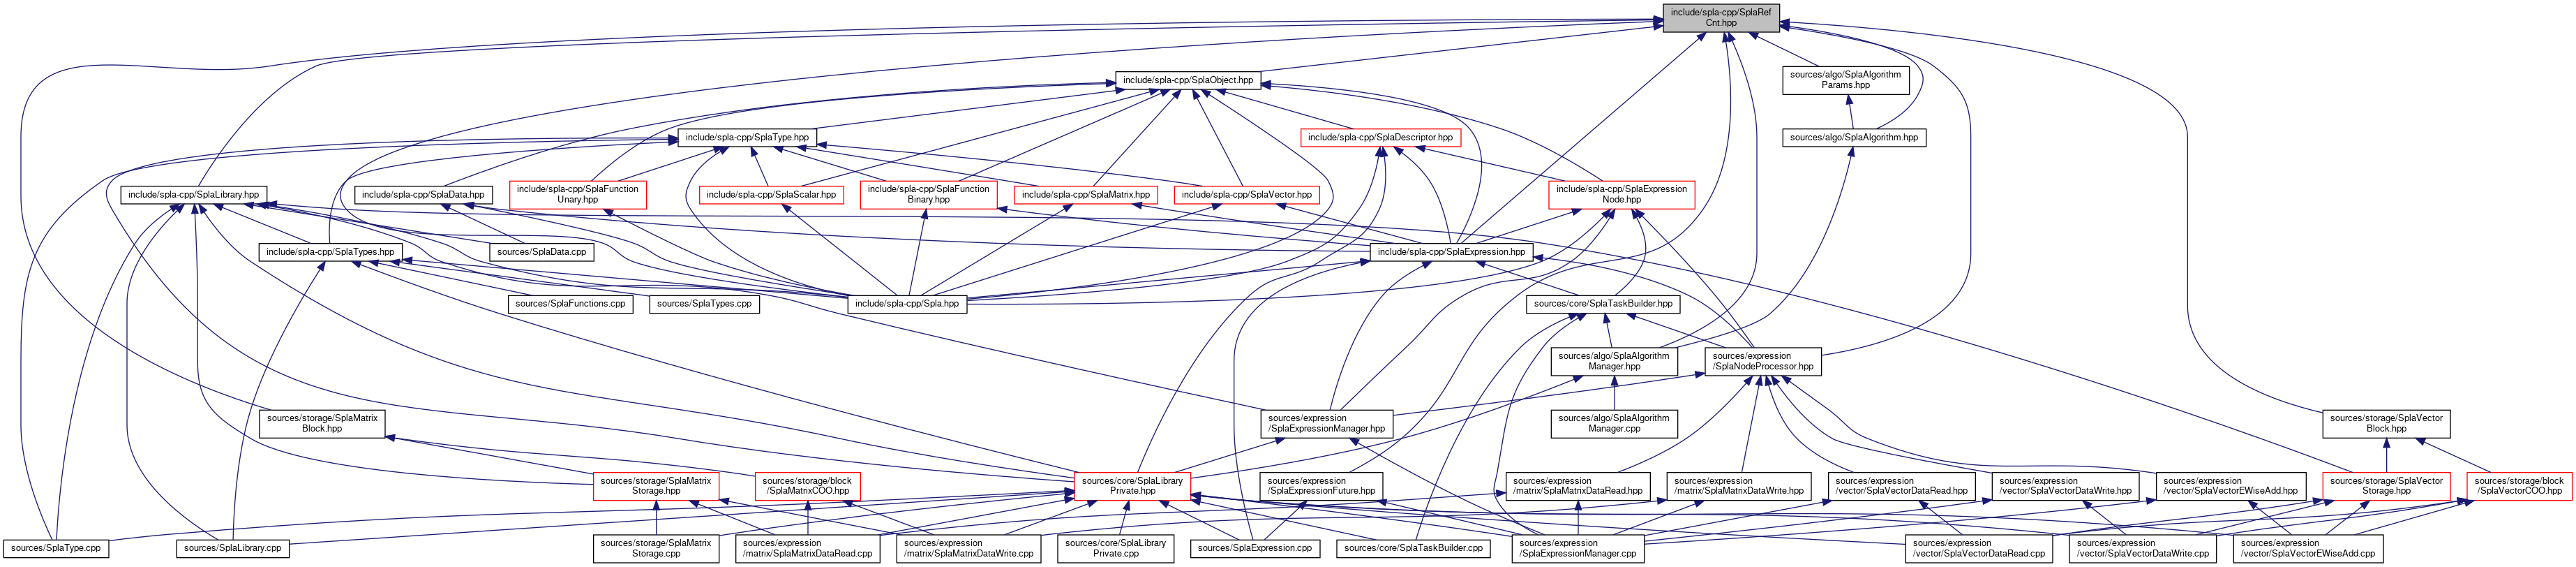 include/spla-cpp/SplaRef
Cnt.hpp
include/spla-cpp/SplaObject.hpp
sources/algo/SplaAlgorithm
Params.hpp
include/spla-cpp/SplaType.hpp
include/spla-cpp/SplaDescriptor.hpp
sources/algo/SplaAlgorithm.hpp
include/spla-cpp/SplaLibrary.hpp
include/spla-cpp/SplaData.hpp
include/spla-cpp/SplaFunction
Unary.hpp
include/spla-cpp/SplaScalar.hpp
include/spla-cpp/SplaFunction
Binary.hpp
include/spla-cpp/SplaMatrix.hpp
include/spla-cpp/SplaVector.hpp
include/spla-cpp/SplaExpression
Node.hpp
include/spla-cpp/SplaTypes.hpp
sources/SplaData.cpp
include/spla-cpp/SplaExpression.hpp
sources/SplaFunctions.cpp
sources/SplaTypes.cpp
include/spla-cpp/Spla.hpp
sources/core/SplaTaskBuilder.hpp
sources/algo/SplaAlgorithm
Manager.hpp
sources/expression
/SplaNodeProcessor.hpp
sources/storage/SplaMatrix
Block.hpp
sources/expression
/SplaExpressionManager.hpp
sources/algo/SplaAlgorithm
Manager.cpp
sources/storage/SplaVector
Block.hpp
sources/storage/SplaMatrix
Storage.hpp
sources/storage/block
/SplaMatrixCOO.hpp
sources/core/SplaLibrary
Private.hpp
sources/expression
/SplaExpressionFuture.hpp
sources/expression
/matrix/SplaMatrixDataRead.hpp
sources/expression
/matrix/SplaMatrixDataWrite.hpp
sources/expression
/vector/SplaVectorDataRead.hpp
sources/expression
/vector/SplaVectorDataWrite.hpp
sources/expression
/vector/SplaVectorEWiseAdd.hpp
sources/storage/SplaVector
Storage.hpp
sources/storage/block
/SplaVectorCOO.hpp
sources/SplaType.cpp
sources/SplaLibrary.cpp
sources/storage/SplaMatrix
Storage.cpp
sources/expression
/matrix/SplaMatrixDataRead.cpp
sources/expression
/matrix/SplaMatrixDataWrite.cpp
sources/core/SplaLibrary
Private.cpp
sources/SplaExpression.cpp
sources/core/SplaTaskBuilder.cpp
sources/expression
/SplaExpressionManager.cpp
sources/expression
/vector/SplaVectorDataRead.cpp
sources/expression
/vector/SplaVectorDataWrite.cpp
sources/expression
/vector/SplaVectorEWiseAdd.cpp